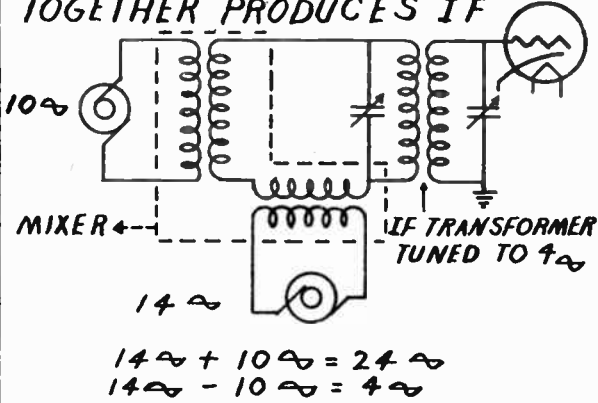 TOGETHER PRODUCES IF
10~
MIXER
IF TRANSFORMER
TUNED TO 4~
14 ~
14~ + 10~ = 24 ~
14~ - 10~ = 4~